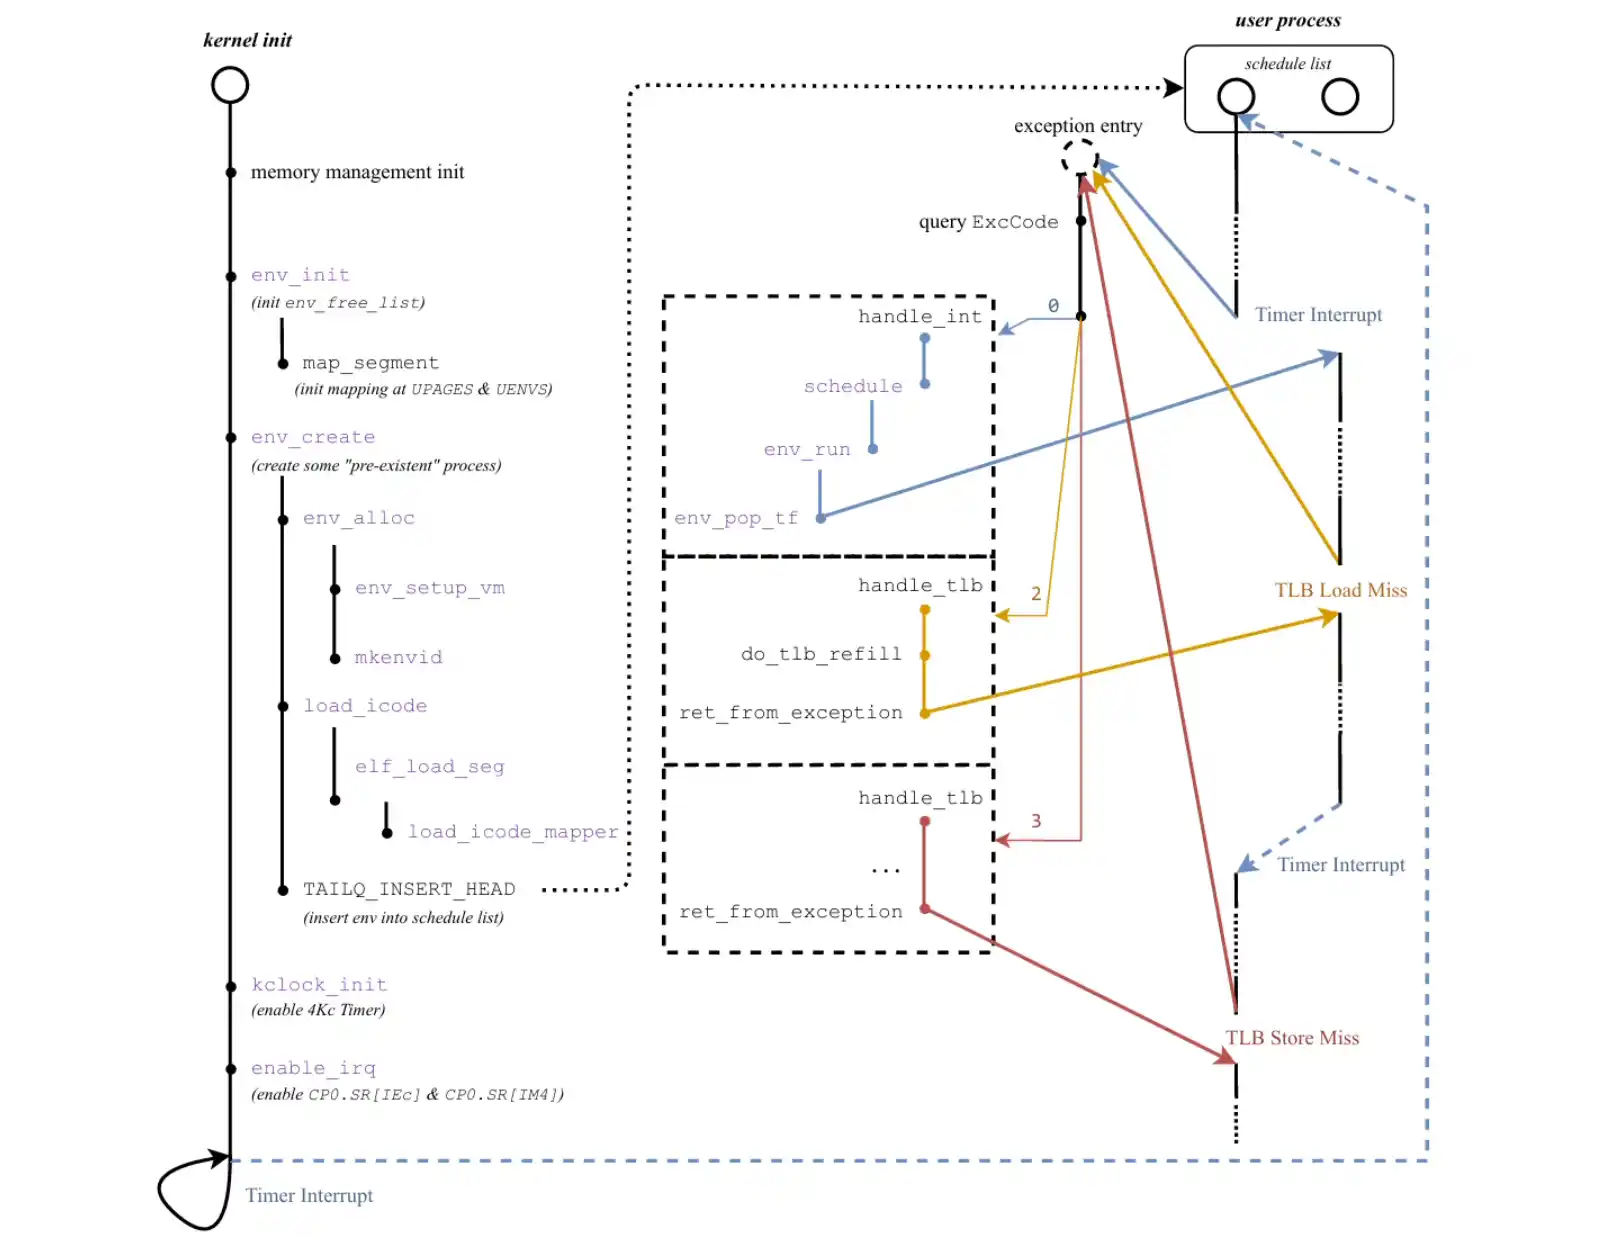 kernel init
memory management init
env_init
(init env_free_list)
map_segment
(init mapping at UPAGES & UENVS)
env_create
(create some "pre-existent" process)
env_alloc
env_setup_vm
mkenvid
load_icode
elf_load_seg
load_icode_mapper
TAILQ_INSERT_HEAD
(insert env into schedule list)
kclock_init
(enable 4Kc Timer)
enable_irq
(enable CP0.SR[IEc] & CP0.SR[IM4])
Timer Interrupt
exception entry
query ExcCode
0
handle_int
schedule
env_run
env_pop_tf
2
handle_tlb
do_tlb_refill
ret_from_exception
3
handle_tlb
...
ret_from_exception
user process
schedule list
Timer Interrupt
TLB Load Miss
Timer Interrupt
TLB Store Miss